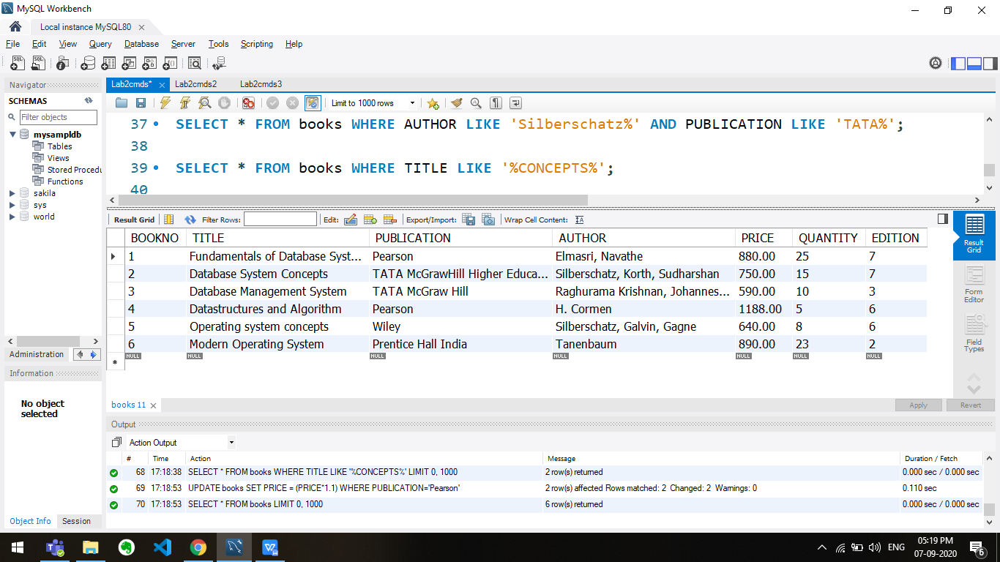 MySQL Workbench
Local instance MySQL80
File Edit View Query Database Server Tools Scripting Help
Navigator
SCHEMAS
Filter objects
mysampldb
Tables
Views
Stored Procedu
Functions
sakila
sys
world
Administration
Information
No object
selected
Object Info Session
Lab2cmds* Lab2cmds2 Lab2cmds3
Limit to 1000 rows
37 SELECT * FROM books WHERE AUTHOR LIKE 'Silberschatz%' AND PUBLICATION LIKE 'TATA%';
38
39 SELECT * FROM books WHERE TITLE LIKE '%CONCEPTS%';
40
Result Grid Filter Rows: Edit: Export/Import: Wrap Cell Content:
BOOKNO TITLE PUBLICATION AUTHOR PRICE QUANTITY EDITION
1 Fundamentals of Database Syst... Pearson Elmasri, Navathe 880.00 25 7
2 Database System Concepts TATA McGrawHill Higher Educa... Silberschatz, Korth, Sudharshan 750.00 15 7
3 Database Management System TATA McGraw Hill Raghurama Krishnan, Johannes... 590.00 10 3
4 Datastructures and Algorithm Pearson H. Cormen 1188.00 5 6
5 Operating system concepts Wiley Silberschatz, Galvin, Gagne 640.00 8 6
6 Modern Operating System Prentice Hall India Tanenbaum 890.00 23 2
NULL NULL NULL NULL NULL NULL NULL
Result
Grid
Form
Editor
Field
Types
books 11
Apply Revert
Output
Action Output
# Time Action Message Duration / Fetch
68 17:18:38 SELECT * FROM books WHERE TITLE LIKE '%CONCEPTS%' LIMIT 0, 1000 2 row(s) returned 0.000 sec / 0.000 sec
69 17:18:53 UPDATE books SET PRICE = (PRICE*1.1) WHERE PUBLICATION='Pearson' 2 row(s) affected Rows matched: 2 Changed: 2 Warnings: 0 0.110 sec
70 17:18:53 SELECT * FROM books LIMIT 0, 1000 6 row(s) returned 0.000 sec / 0.000 sec
ENG
05:19 PM
07-09-2020
6